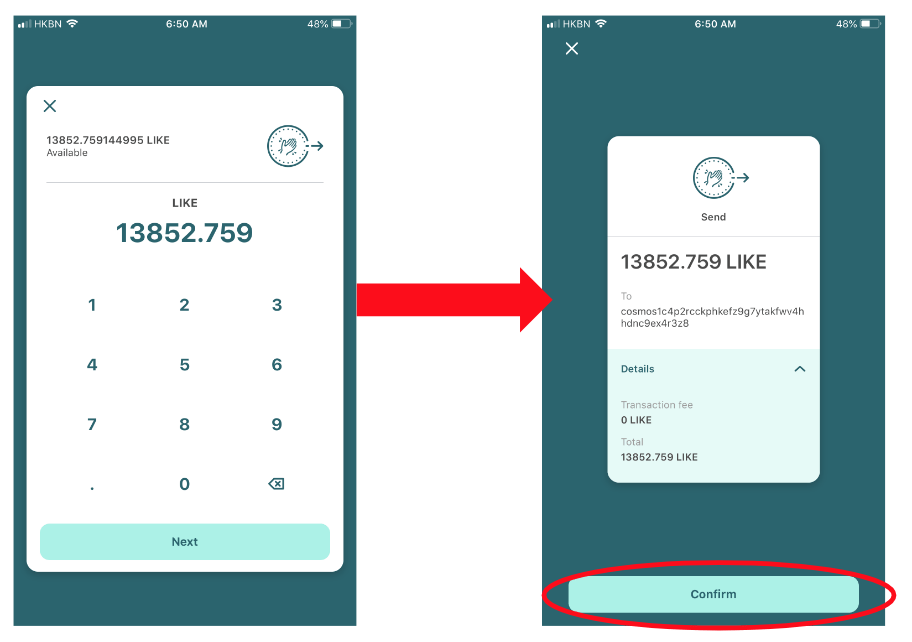 HKBN
6:50 AM
48%
13852.759144995 LIKE
Available
LIKE
13852.759
1 2 3
4 5 6
7 8 9
. 0
Next
HKBN
6:50 AM
48%
Send
13852.759 LIKE
To
cosmos1c4p2rcckphkefz9g7ytakfwv4h
hdnc9ex4r3z8
Details
Transaction fee
0 LIKE
Total
13852.759 LIKE
Confirm